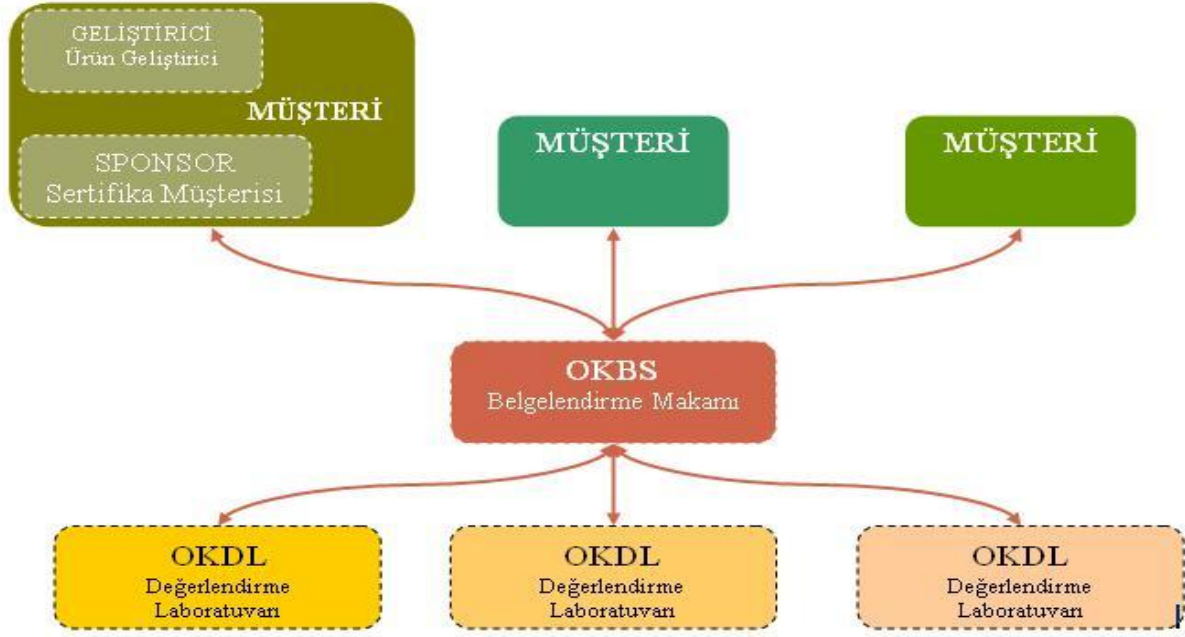 GELİŞTİRİCİ
Ürün Geliştirici
MÜŞTERİ
SPONSOR
Sertifika Müşterisi
MÜŞTERİ
MÜŞTERİ
OKBS
Belgelendirme Makamı
OKDL
Değerlendirme
Laboratuvarı
OKDL
Değerlendirme
Laboratuvarı
OKDL
Değerlendirme
Laboratuvarı